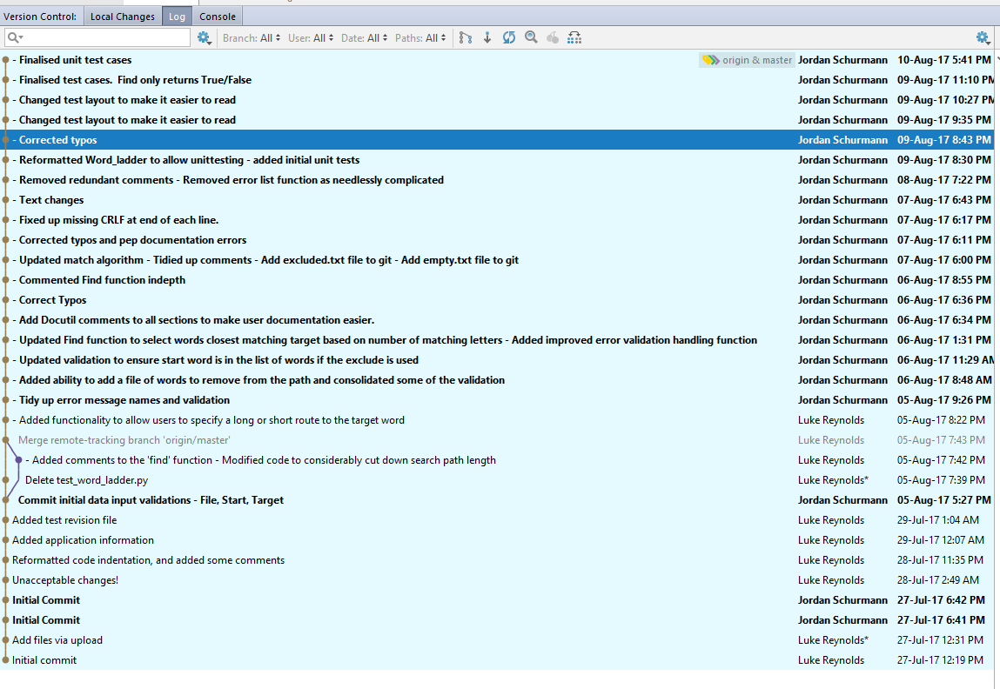 Version Control: Local Changes Log Console
Branch: All User: All Date: All Paths: All
- Finalised unit test cases origin & master Jordan Schurmann 10-Aug-17 5:41 PM
- Finalised test cases. Find only returns True/False Jordan Schurmann 09-Aug-17 11:10 PM
- Changed test layout to make it easier to read Jordan Schurmann 09-Aug-17 10:27 PM
- Changed test layout to make it easier to read Jordan Schurmann 09-Aug-17 9:35 PM
- Corrected typos Jordan Schurmann 09-Aug-17 8:43 PM
- Reformatted Word_ladder to allow unittesting - added initial unit tests Jordan Schurmann 09-Aug-17 8:30 PM
- Removed redundant comments - Removed error list function as needlessly complicated Jordan Schurmann 08-Aug-17 7:22 PM
- Text changes Jordan Schurmann 07-Aug-17 6:43 PM
- Fixed up missing CRLF at end of each line. Jordan Schurmann 07-Aug-17 6:17 PM
- Corrected typos and pep documentation errors Jordan Schurmann 07-Aug-17 6:11 PM
- Updated match algorithm - Tidied up comments - Add excluded.txt file to git - Add empty.txt file to git Jordan Schurmann 07-Aug-17 6:00 PM
- Commented Find function indepth Jordan Schurmann 06-Aug-17 8:55 PM
- Correct Typos Jordan Schurmann 06-Aug-17 6:36 PM
- Add Docutil comments to all sections to make user documentation easier. Jordan Schurmann 06-Aug-17 6:34 PM
- Updated Find function to select words closest matching target based on number of matching letters - Added improved error validation handling function Jordan Schurmann 06-Aug-17 1:31 PM
- Updated validation to ensure start word is in the list of words if the exclude is used Jordan Schurmann 06-Aug-17 11:29 AM
- Added ability to add a file of words to remove from the path and consolidated some of the validation Jordan Schurmann 06-Aug-17 8:48 AM
- Tidy up error message names and validation Jordan Schurmann 05-Aug-17 9:26 PM
- Added functionality to allow users to specify a long or short route to the target word Luke Reynolds 05-Aug-17 8:22 PM
Merge remote-tracking branch 'origin/master' Luke Reynolds 05-Aug-17 7:43 PM
- Added comments to the 'find' function - Modified code to considerably cut down search path length Luke Reynolds 05-Aug-17 7:42 PM
Delete test_word_ladder.py Luke Reynolds* 05-Aug-17 7:39 PM
Commit initial data input validations - File, Start, Target Jordan Schurmann 05-Aug-17 5:27 PM
Added test revision file Luke Reynolds 29-Jul-17 1:04 AM
Added application information Luke Reynolds 29-Jul-17 12:07 AM
Reformatted code indentation, and added some comments Luke Reynolds 28-Jul-17 11:35 PM
Unacceptable changes! Luke Reynolds 28-Jul-17 2:49 AM
Initial Commit Jordan Schurmann 27-Jul-17 6:42 PM
Initial Commit Jordan Schurmann 27-Jul-17 6:41 PM
Add files via upload Luke Reynolds* 27-Jul-17 12:31 PM
Initial commit Luke Reynolds 27-Jul-17 12:19 PM